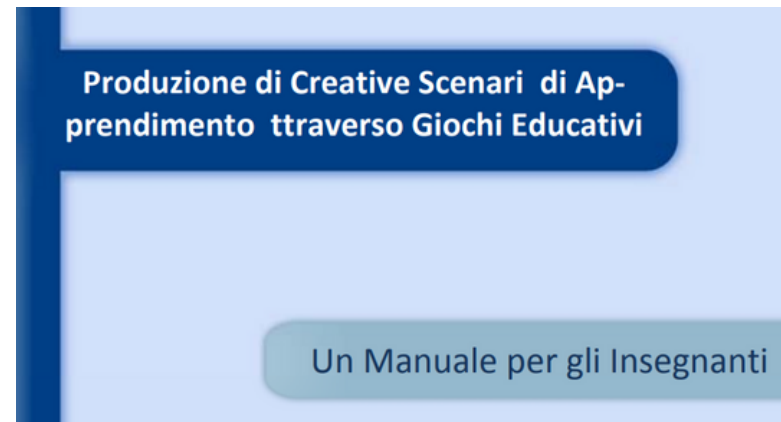 Produzione di Creative Scenari di Ap-
prendimento ttraverso Giochi Educativi
Un Manuale per gli Insegnanti